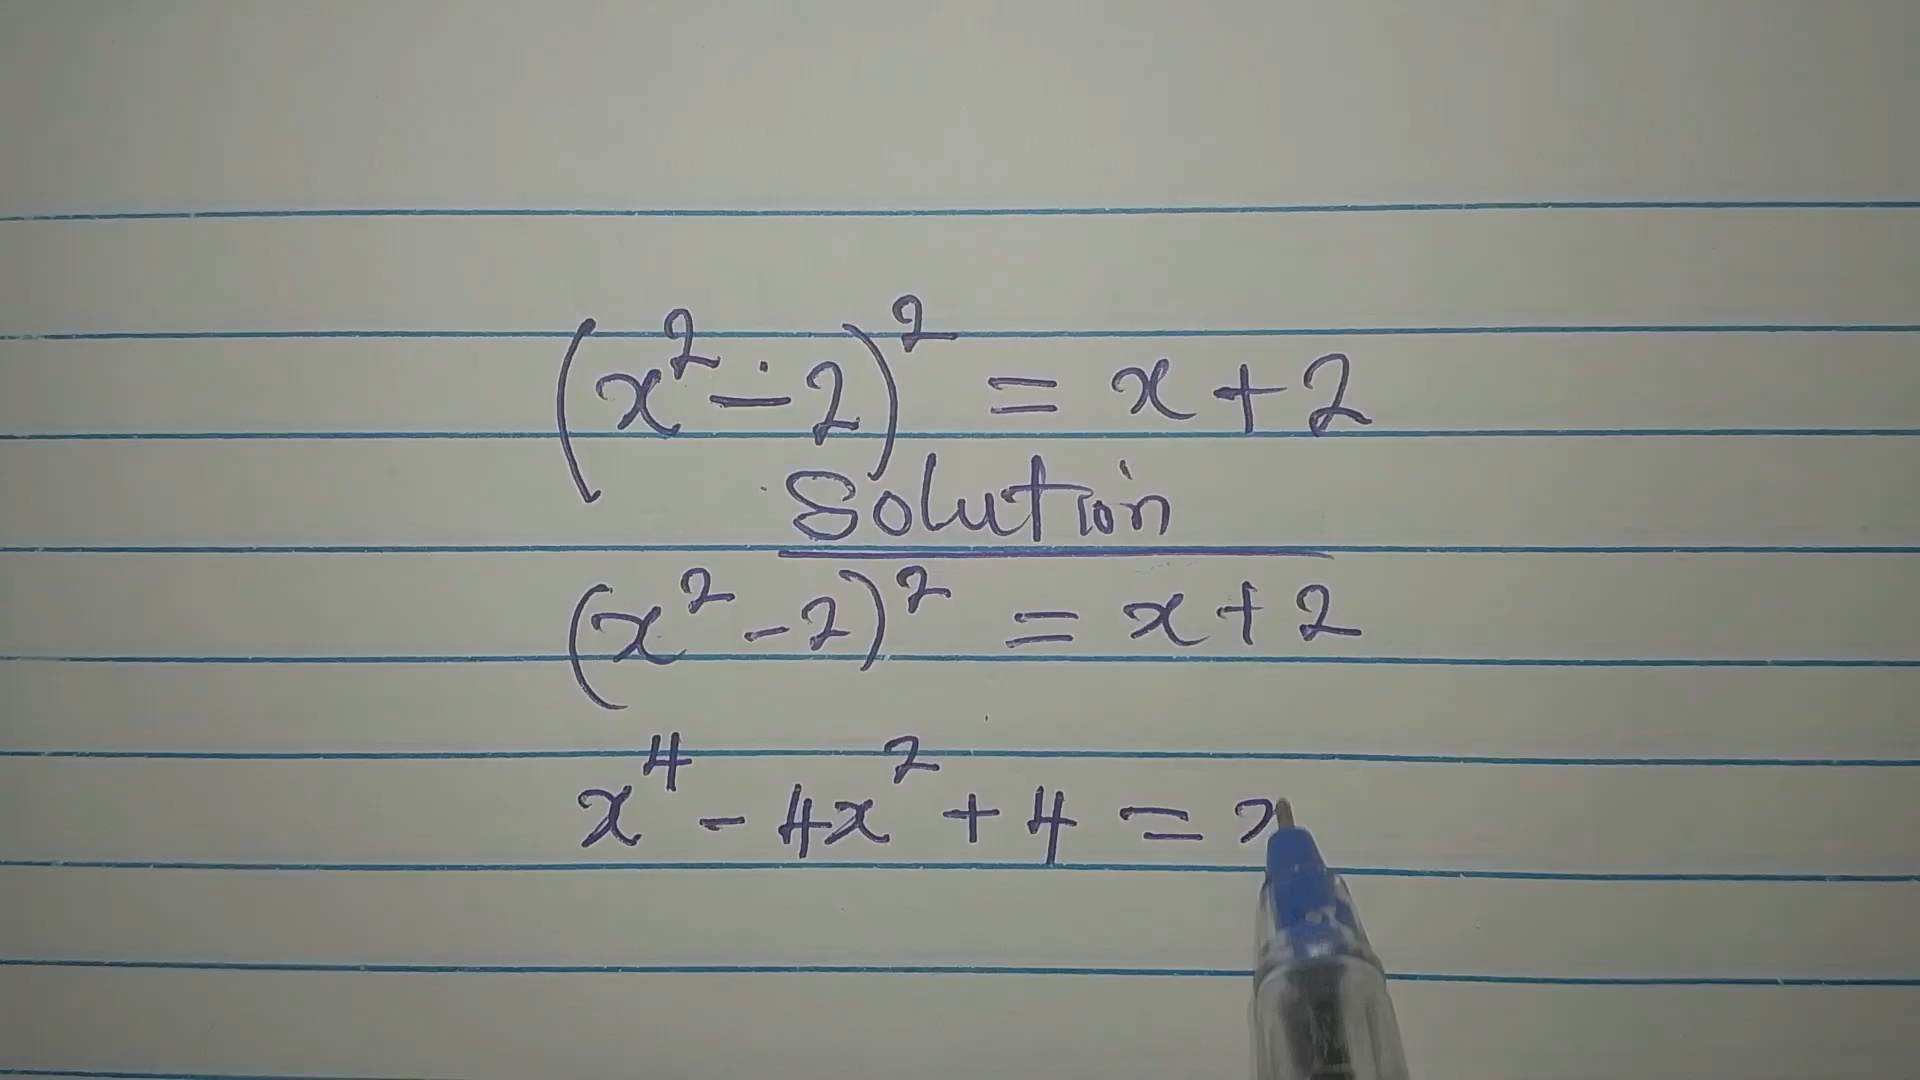 (x² - 2)² = x + 2
Solution
(x² - 2)² = x + 2
x⁴ - 4x² + 4 = x